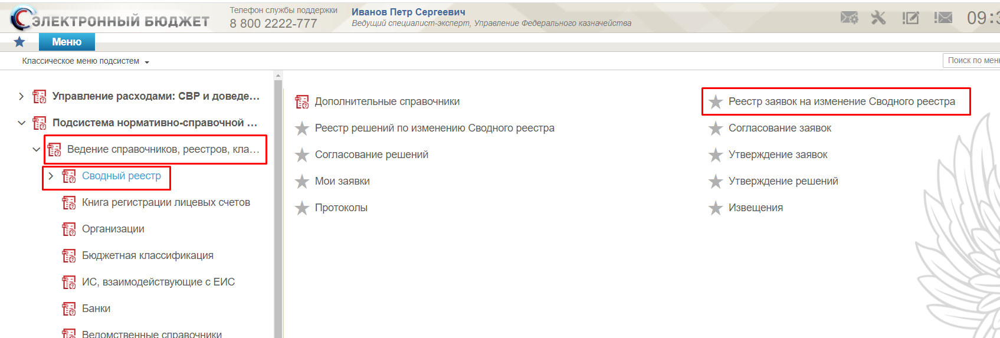 ЭЛЕКТРОННЫЙ БЮДЖЕТ
Телефон службы поддержки
8 800 2222-777
Иванов Петр Сергеевич
Ведущий специалист-эксперт, Управление Федерального казначейства
09:3
Меню
Классическое меню подсистем
Поиск по мен
Управление расходами: СВР и доведе...
Подсистема нормативно-справочной ...
Ведение справочников, реестров, кла...
Сводный реестр
Книга регистрации лицевых счетов
Организации
Бюджетная классификация
ИС, взаимодействующие с ЕИС
Банки
Ведомственные справочники
Дополнительные справочники
Реестр решений по изменению Сводного реестра
Согласование решений
Мои заявки
Протоколы
Реестр заявок на изменение Сводного реестра
Согласование заявок
Утверждение заявок
Утверждение решений
Извещения